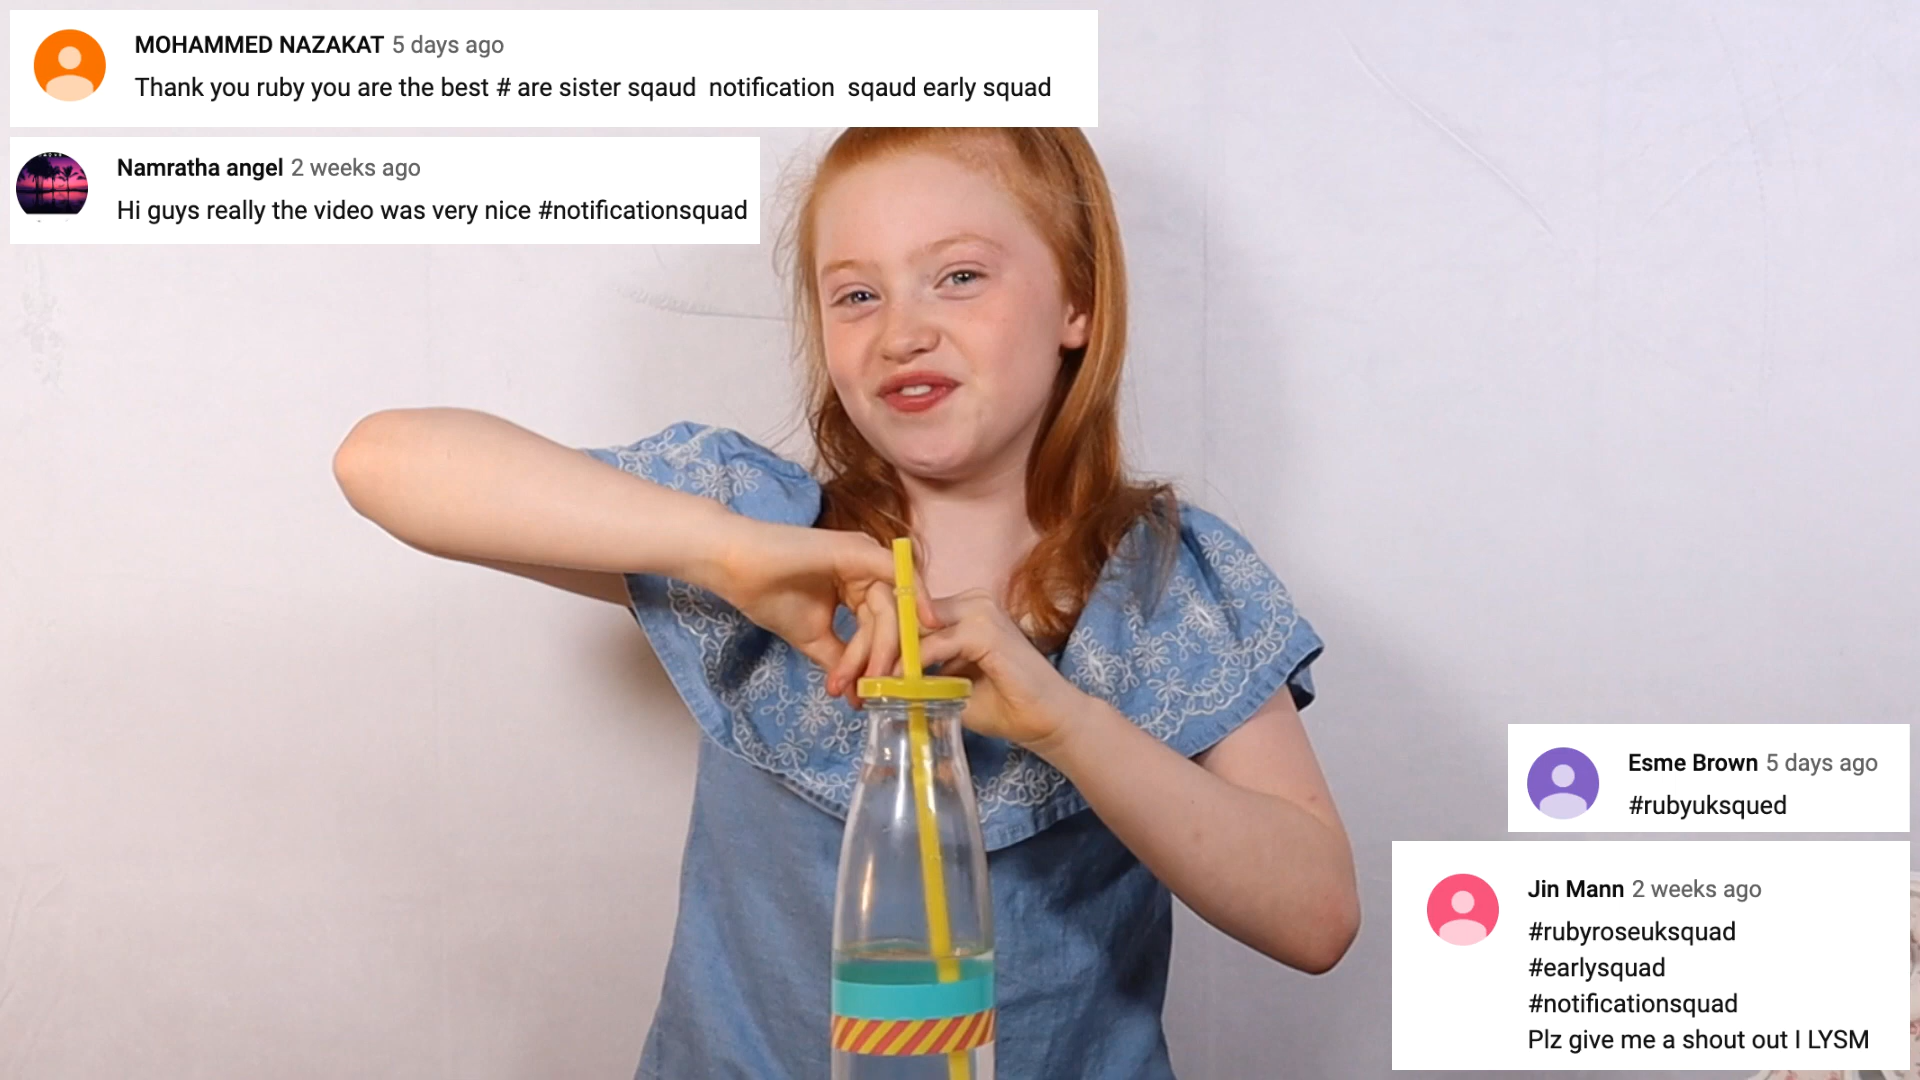 MOHAMMED NAZAKAT 5 days ago
Thank you ruby you are the best # are sister sqaud  notification  sqaud early squad
Namratha angel 2 weeks ago
Hi guys really the video was very nice #notificationsquad
Esme Brown 5 days ago
#rubyuksqued
Jin Mann 2 weeks ago
#rubyroseuksquad
#earlysquad
#notificationsquad
Plz give me a shout out I LYSM